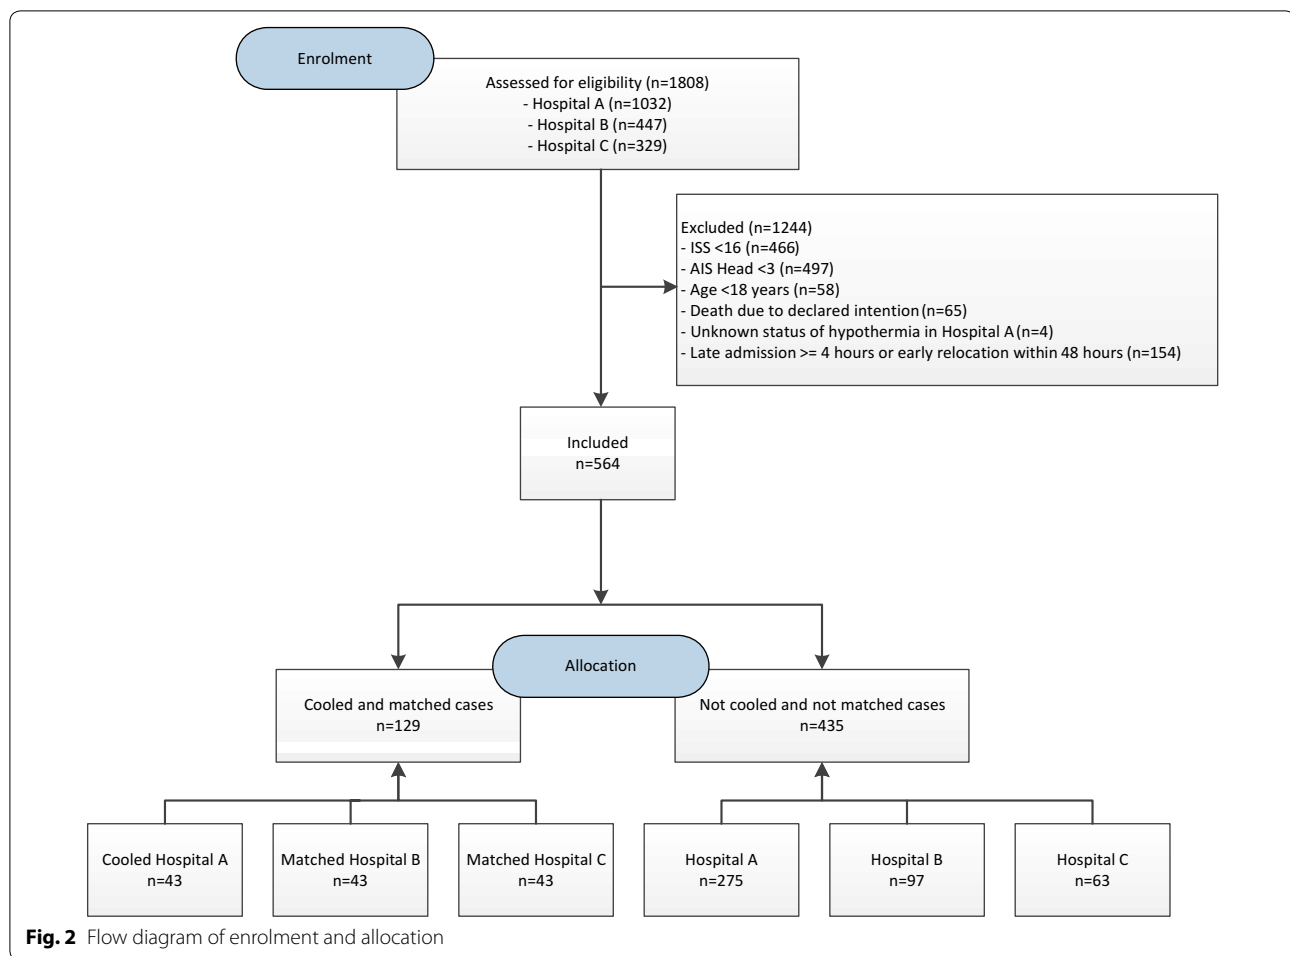 Enrolment
Assessed for eligibility (n=1808)
- Hospital A (n=1032)
- Hospital B (n=447)
- Hospital C (n=329)
Excluded (n=1244)
- ISS <16 (n=466)
- AIS Head <3 (n=497)
- Age <18 years (n=58)
- Death due to declared intention (n=65)
- Unknown status of hypothermia in Hospital A (n=4)
- Late admission >= 4 hours or early relocation within 48 hours (n=154)
Included
n=564
Allocation
Cooled and matched cases
n=129
Not cooled and not matched cases
n=435
Cooled Hospital A
n=43
Matched Hospital B
n=43
Matched Hospital C
n=43
Hospital A
n=275
Hospital B
n=97
Hospital C
n=63
Fig. 2 Flow diagram of enrolment and allocation